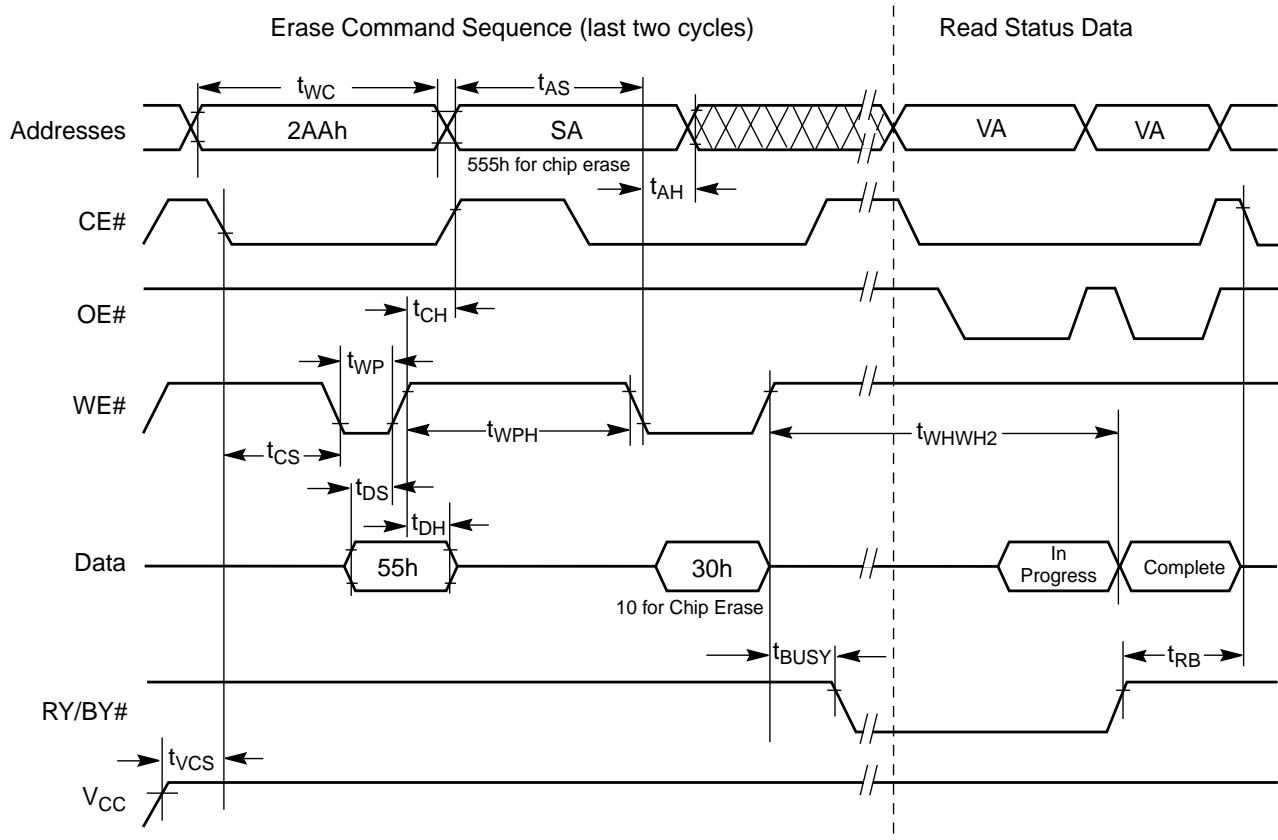 Erase Command Sequence (last two cycles)
Read Status Data
tWC
tAS
Addresses
2AAh
SA
VA
VA
555h for chip erase
tAH
CE#
OE#
tCH
tWP
WE#
tWPH
tWHWH2
tCS
tDS
tDH
Data
55h
30h
In
Progress
Complete
10 for Chip Erase
tBUSY
tRB
RY/BY#
tVCS
VCC